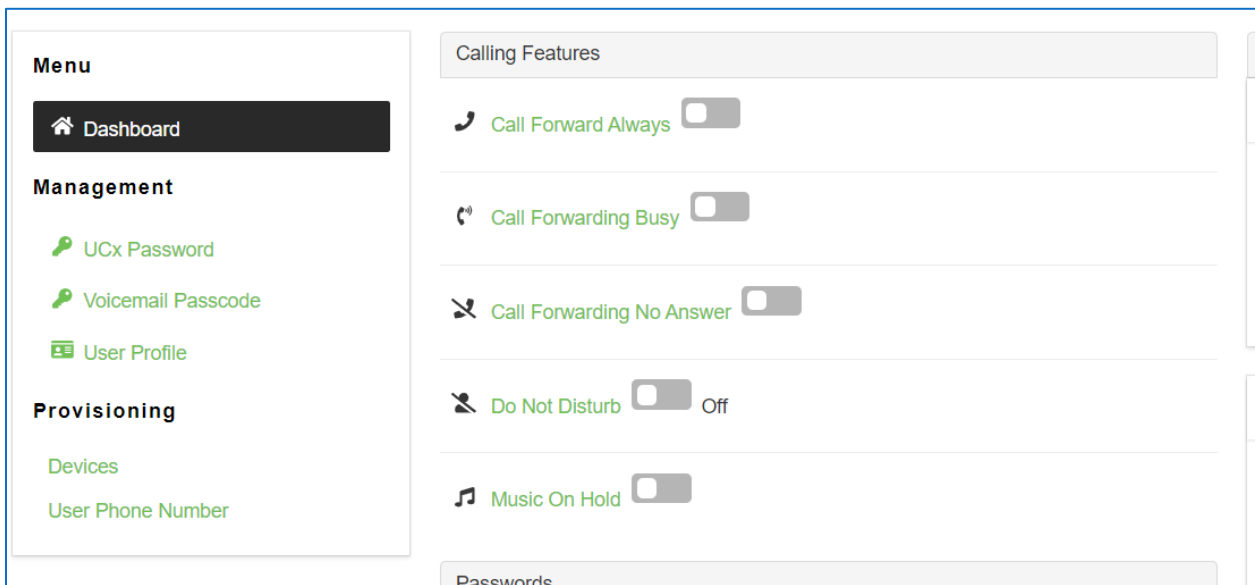 Menu
Dashboard
Management
UCx Password
Voicemail Passcode
User Profile
Provisioning
Devices
User Phone Number
Calling Features
Call Forward Always
Call Forwarding Busy
Call Forwarding No Answer
Do Not Disturb Off
Music On Hold
Passwords